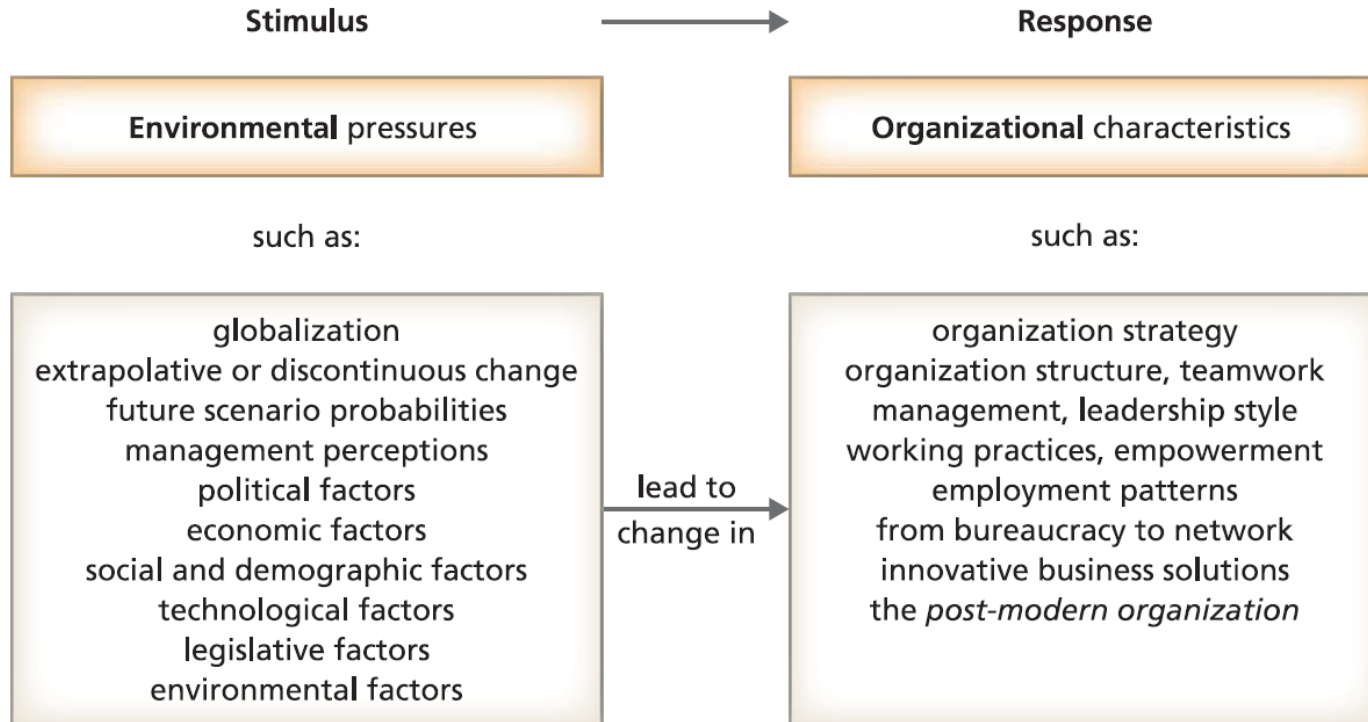 Stimulus
Response
Environmental pressures
Organizational characteristics
such as:
such as:
globalization
extrapolative or discontinuous change
future scenario probabilities
management perceptions
political factors
economic factors
social and demographic factors
technological factors
legislative factors
environmental factors
lead to
change in
organization strategy
organization structure, teamwork
management, leadership style
working practices, empowerment
employment patterns
from bureaucracy to network
innovative business solutions
the post-modern organization